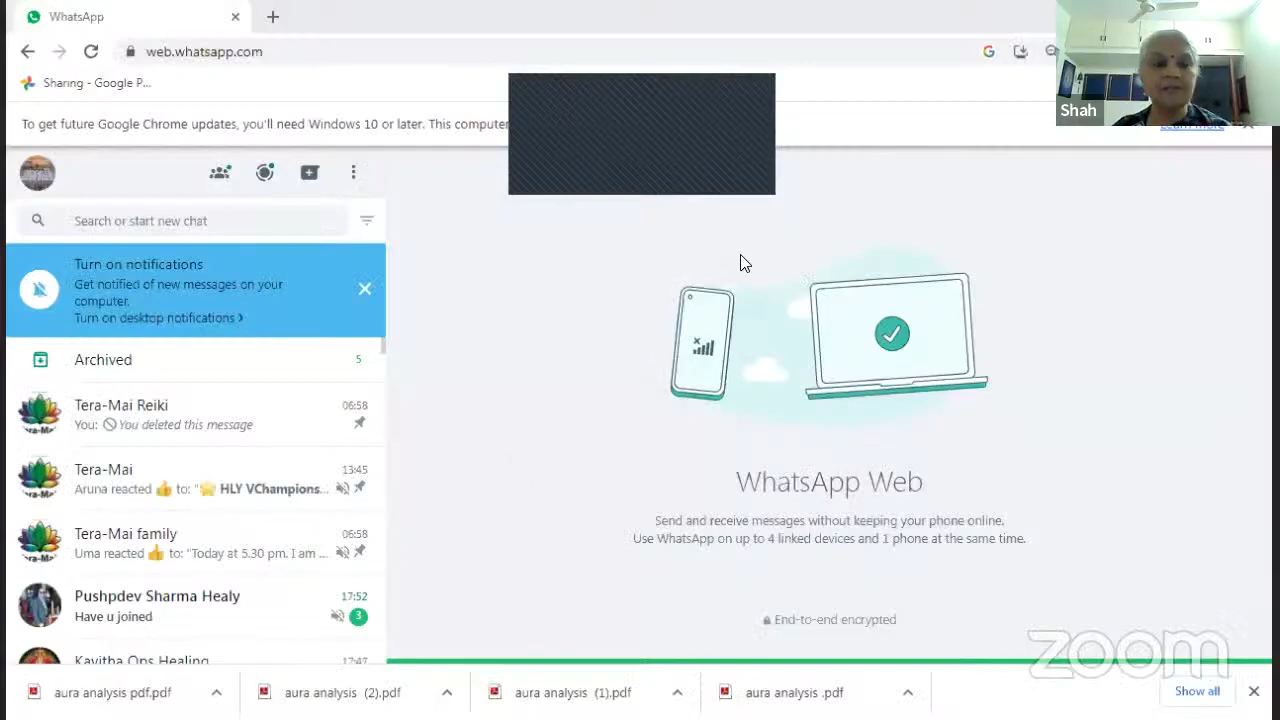 WhatsApp
web.whatsapp.com
Sharing - Google P...
To get future Google Chrome updates, you'll need Windows 10 or later. This computer
Learn more
Shah
Search or start new chat
Turn on notifications
Get notified of new messages on your
computer.
Turn on desktop notifications ›
Archived 5
Tera-Mai Reiki 06:58
You: You deleted this message
Tera-Mai 13:45
Aruna reacted 👍 to: "⭐ HLY VChampions...
Tera-Mai family 06:58
Uma reacted 👍 to: "Today at 5.30 pm. I am ...
Pushpdev Sharma Healy 17:52
Have u joined 3
Kavitha Ops Healing 17:47
WhatsApp Web
Send and receive messages without keeping your phone online.
Use WhatsApp on up to 4 linked devices and 1 phone at the same time.
End-to-end encrypted
zoom
aura analysis pdf.pdf
aura analysis (2).pdf
aura analysis (1).pdf
aura analysis .pdf
Show all